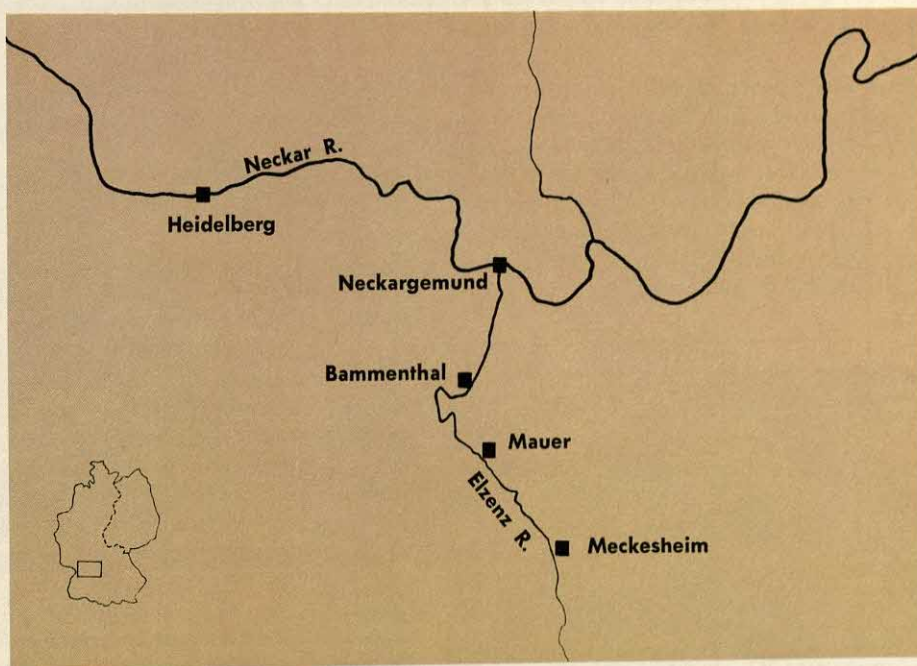 Neckar R.
Heidelberg
Neckargemund
Bammenthal
Mauer
Elzenz R.
Meckesheim